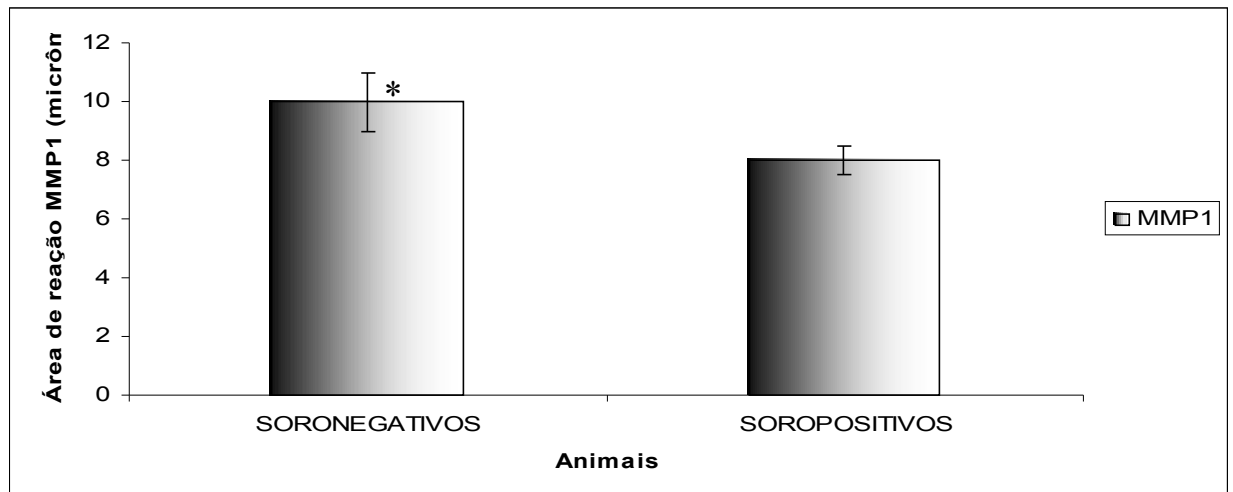 Área de reação MMP1 (micrôn
12
10
8
6
4
2
0
*
SORONEGATIVOS
SOROPOSITIVOS
Animais
MMP1